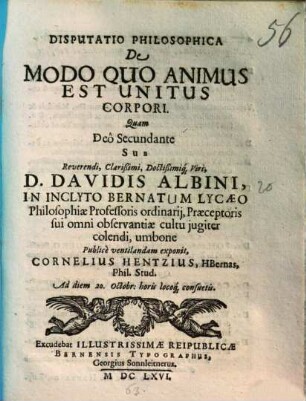 56
DISPUTATIO PHILOSOPHICA
De
MODO QUO ANIMUS
EST UNITUS
CORPORI.
Quam
Deô Secundante
SUB
Reverendi, Clarissimi, Doctissimiq; Viri,
D. DAVIDIS ALBINI,
20
IN INCLYTO BERNATUM LYCÆO
Philosophiæ Professoris ordinarij, Præceptoris
sui omni observantiæ cultu jugiter
colendi, umbone
Publicè ventilandam exponit,
CORNELIUS HENTZIUS, HBernas,
Phil. Stud.
Ad diem 20. Octobr: horis locoq; consuetis.
Excudebat ILLUSTRISSIMÆ REIPUBLICÆ
BERNENSIS TYPOGRAPHUS,
Georgius Sonnleitnerus.
M DC LXVI.